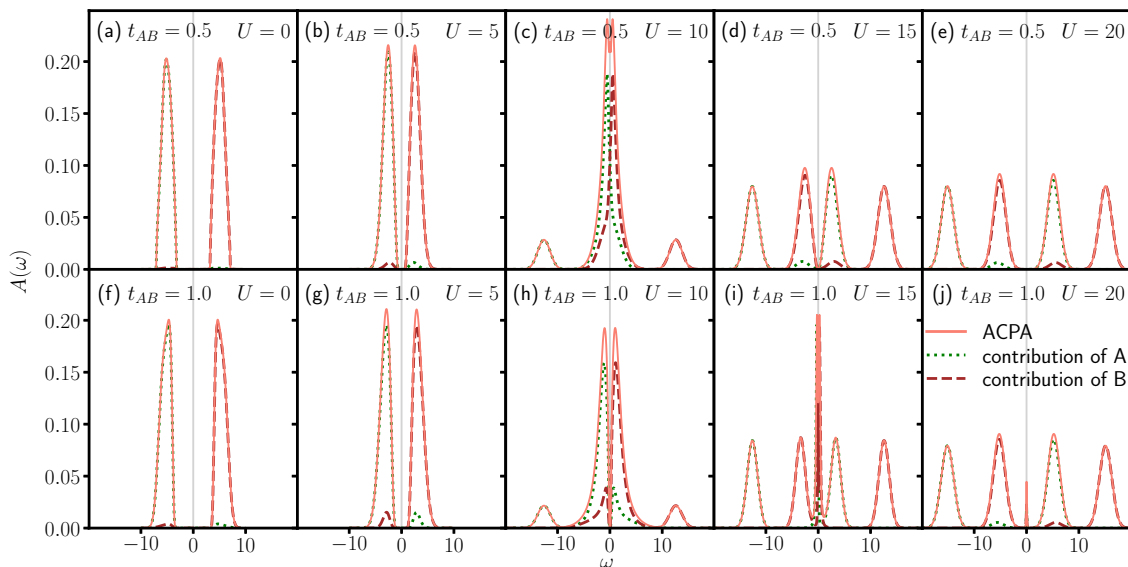 (a) t_{AB} = 0.5 U = 0
(b) t_{AB} = 0.5 U = 5
(c) t_{AB} = 0.5 U = 10
(d) t_{AB} = 0.5 U = 15
(e) t_{AB} = 0.5 U = 20
0.20
0.15
0.10
0.05
0.00
A(ω)
(f) t_{AB} = 1.0 U = 0
(g) t_{AB} = 1.0 U = 5
(h) t_{AB} = 1.0 U = 10
(i) t_{AB} = 1.0 U = 15
(j) t_{AB} = 1.0 U = 20
0.20
0.15
0.10
0.05
0.00
ACPA
contribution of A
contribution of B
−10 0 10
−10 0 10
−10 0 10
−10 0 10
−10 0 10
ω